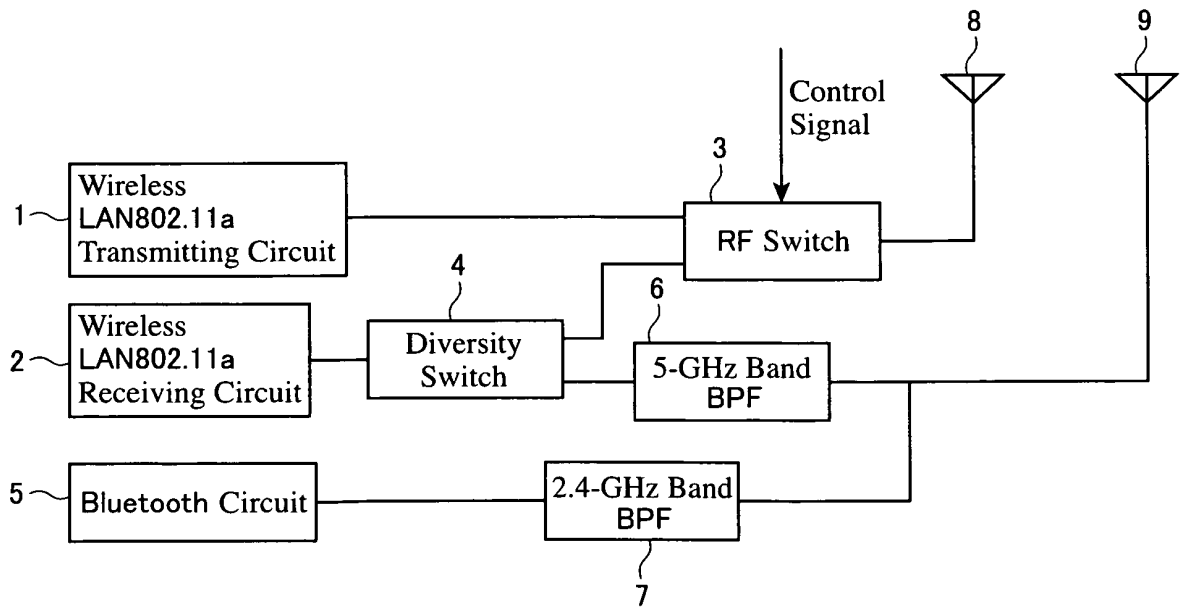 8
9
Control
Signal
3
Wireless
LAN802.11a
Transmitting Circuit
1
RF Switch
4
6
Wireless
LAN802.11a
Receiving Circuit
2
Diversity
Switch
5-GHz Band
BPF
5
Bluetooth Circuit
2.4-GHz Band
BPF
7